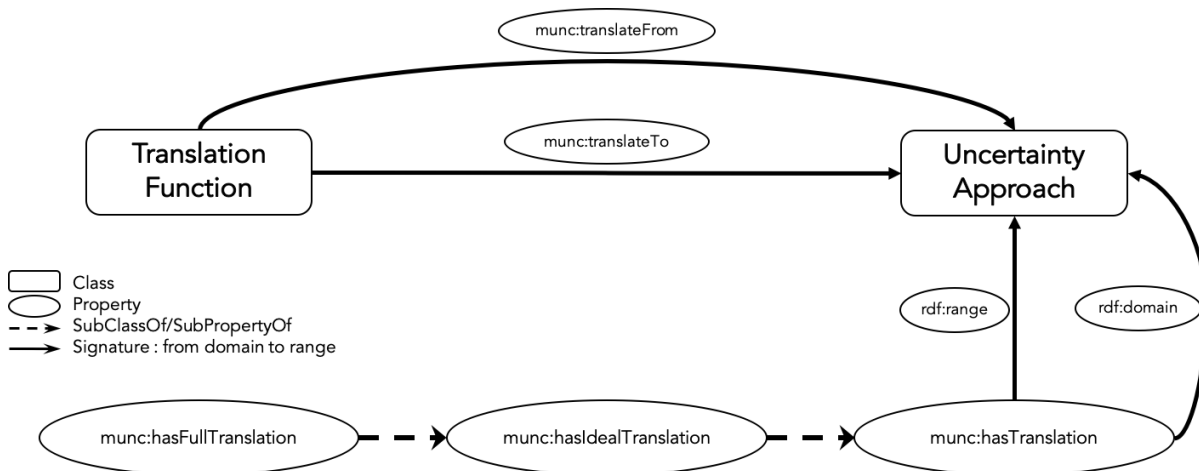 munc:translateFrom
Translation
Function
munc:translateTo
Uncertainty
Approach
Class
Property
SubClassOf/SubPropertyOf
Signature : from domain to range
rdf:range
rdf:domain
munc:hasFullTranslation
munc:hasIdealTranslation
munc:hasTranslation